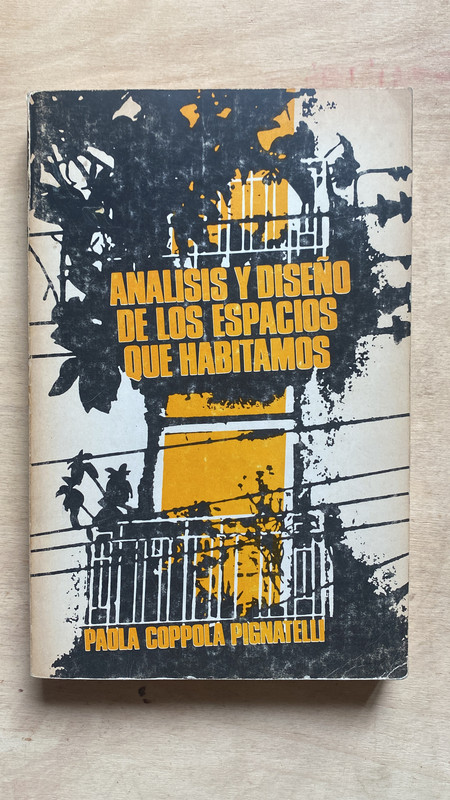 ANALISIS Y DISEÑO
DE LOS ESPACIOS
QUE HABITAMOS
PAOLA COPPOLA PIGNATELLI